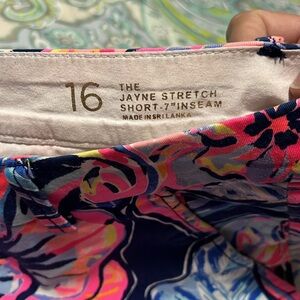 16
THE
JAYNE STRETCH
SHORT-7"INSEAM
MADE IN SRI LANKA